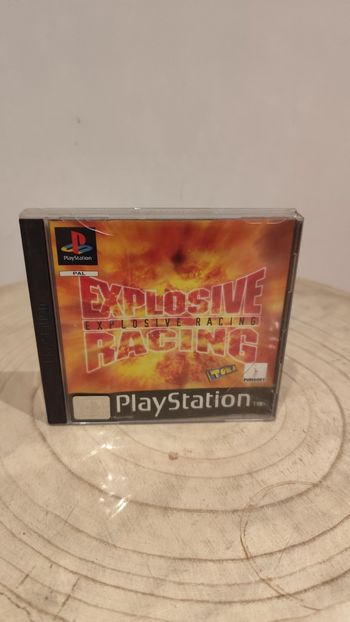 PlayStation
PAL
EXPLOSIVE
EXPLOSIVE RACING
RACING
PlayStation